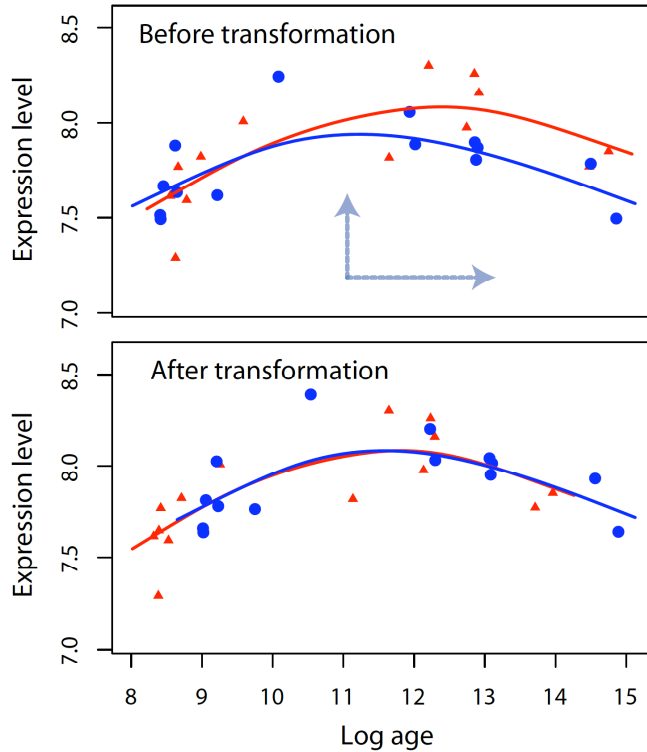 Before transformation
Expression level
8.5
8.0
7.5
7.0
After transformation
Expression level
8.5
8.0
7.5
7.0
8 9 10 11 12 13 14 15
Log age